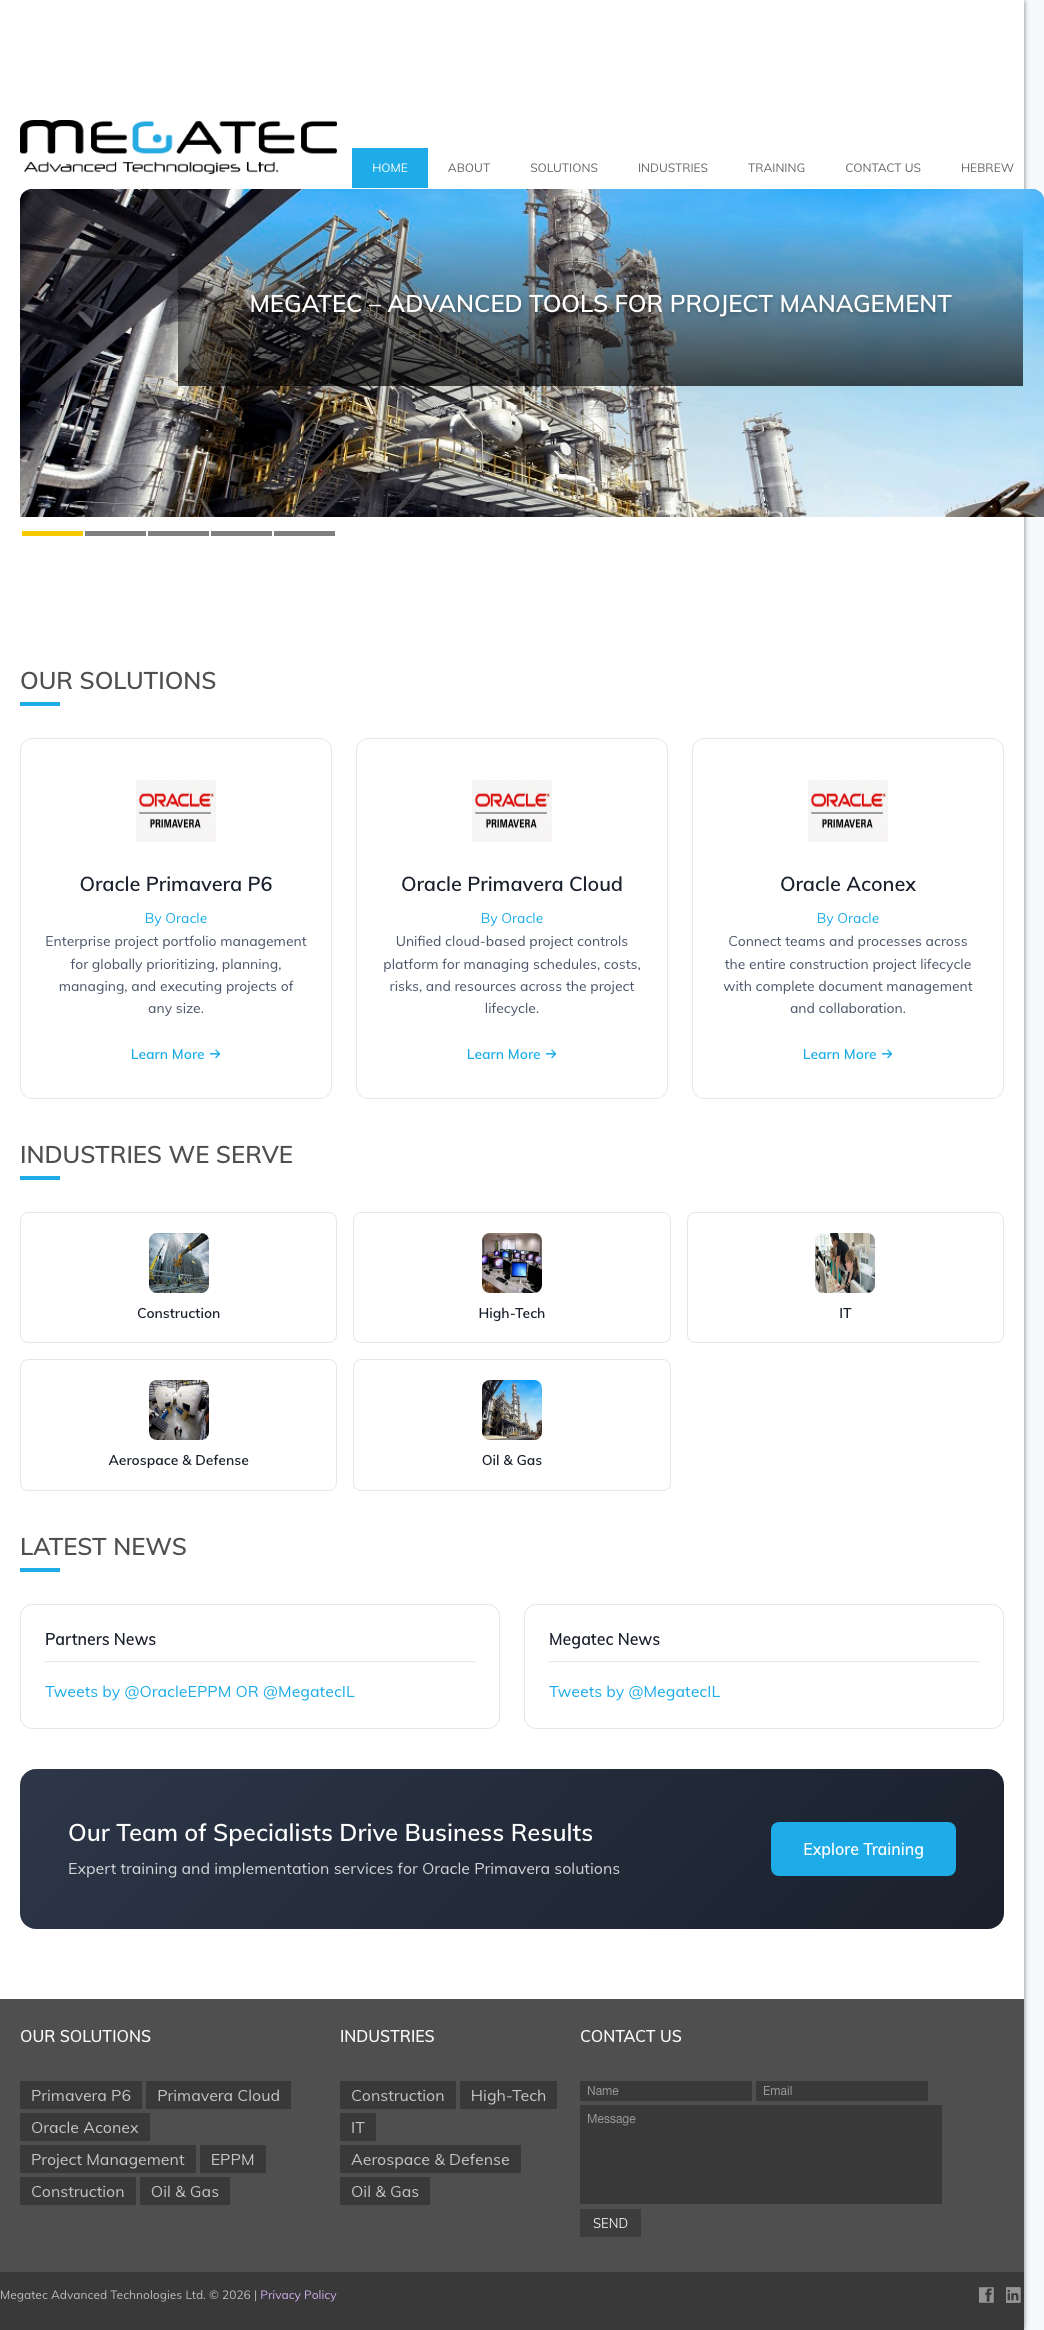 MEGATEC
Advanced Technologies Ltd.
HOME ABOUT SOLUTIONS INDUSTRIES TRAINING CONTACT US HEBREW
MEGATEC – ADVANCED TOOLS FOR PROJECT MANAGEMENT
OUR SOLUTIONS
ORACLE
PRIMAVERA
Oracle Primavera P6
By Oracle
Enterprise project portfolio management
for globally prioritizing, planning,
managing, and executing projects of
any size.
Learn More →
ORACLE
PRIMAVERA
Oracle Primavera Cloud
By Oracle
Unified cloud-based project controls
platform for managing schedules, costs,
risks, and resources across the project
lifecycle.
Learn More →
ORACLE
PRIMAVERA
Oracle Aconex
By Oracle
Connect teams and processes across
the entire construction project lifecycle
with complete document management
and collaboration.
Learn More →
INDUSTRIES WE SERVE
Construction
High-Tech
IT
Aerospace & Defense
Oil & Gas
LATEST NEWS
Partners News
Tweets by @OracleEPPM OR @MegatecIL
Megatec News
Tweets by @MegatecIL
Our Team of Specialists Drive Business Results
Expert training and implementation services for Oracle Primavera solutions
Explore Training
OUR SOLUTIONS
Primavera P6 Primavera Cloud
Oracle Aconex
Project Management EPPM
Construction Oil & Gas
INDUSTRIES
Construction High-Tech
IT
Aerospace & Defense
Oil & Gas
CONTACT US
Name Email
Message
SEND
Megatec Advanced Technologies Ltd. © 2026 | Privacy Policy